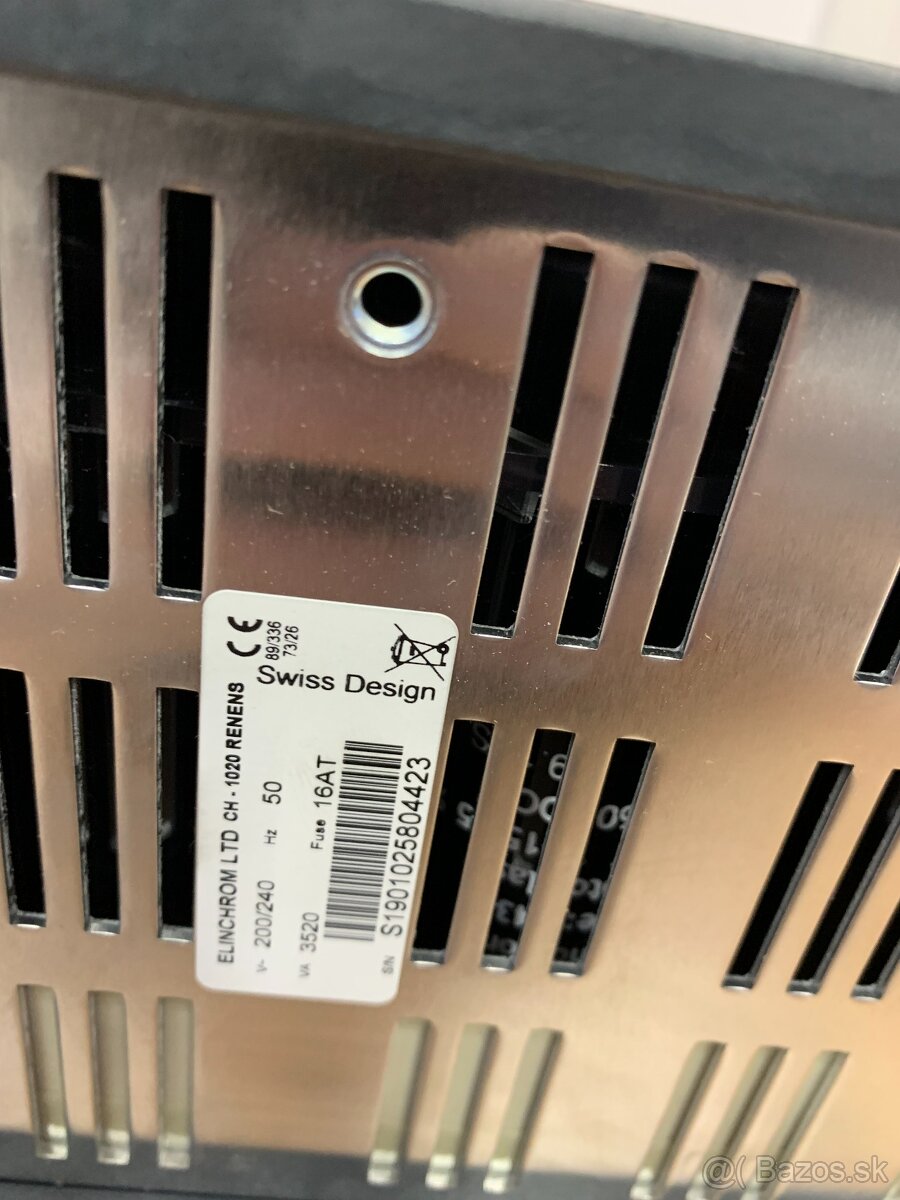 ELINCHROM LTD CH - 1020 RENENS
CE
89/336
73/26
V~ 200/240 Hz 50
VA 3520 Fuse 16AT
S/N S1901025804423
Swiss Design
@( Bazos.sk